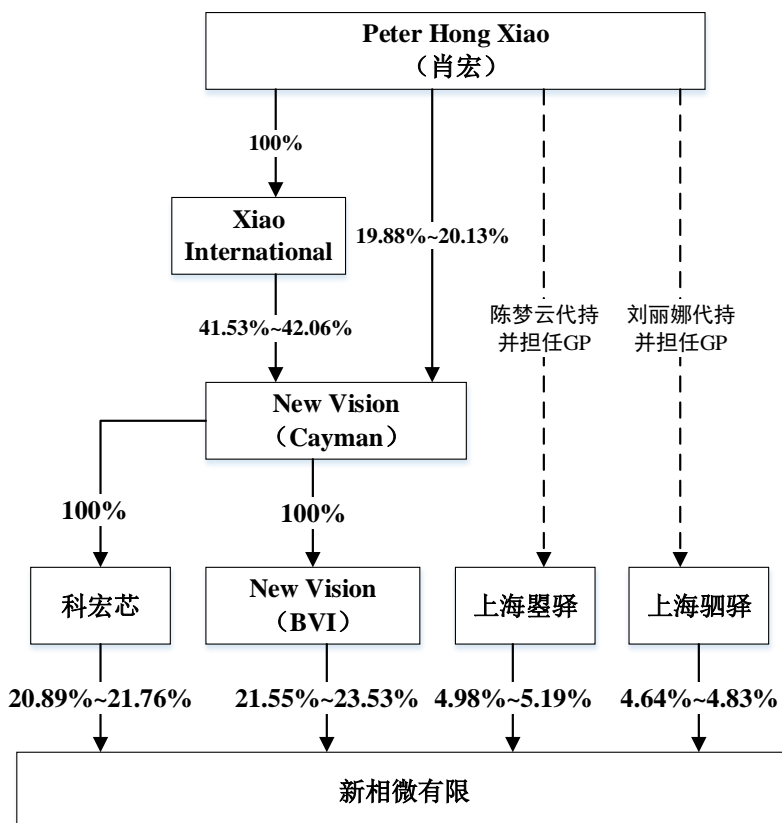 Peter Hong Xiao
（肖宏）
100%
Xiao
International
19.88%~20.13%
陈梦云代持
并担任GP
刘丽娜代持
并担任GP
41.53%~42.06%
New Vision
（Cayman）
100%
100%
科宏芯
New Vision
（BVI）
上海曌驿
上海驷驿
20.89%~21.76%
21.55%~23.53%
4.98%~5.19%
4.64%~4.83%
新相微有限